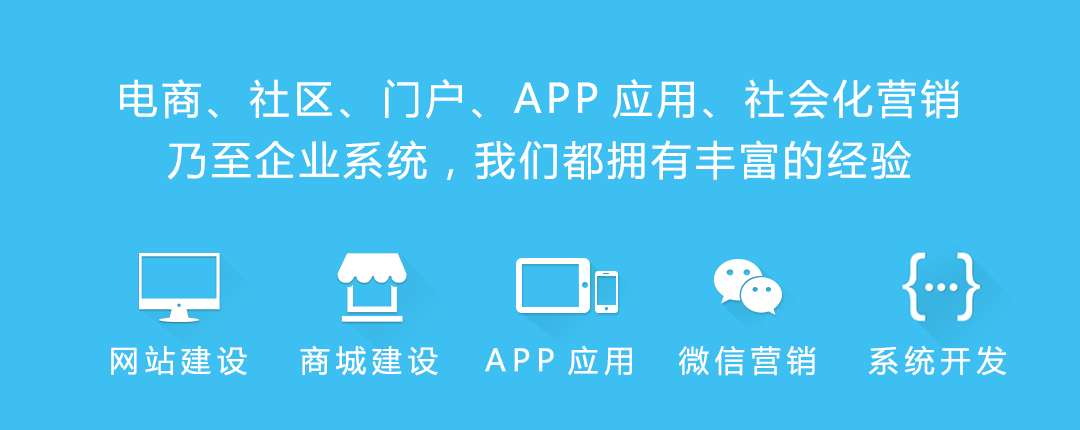 电商、社区、门户、APP 应用、社会化营销
乃至企业系统，我们都拥有丰富的经验
网站建设
商城建设
APP 应用
微信营销
系统开发